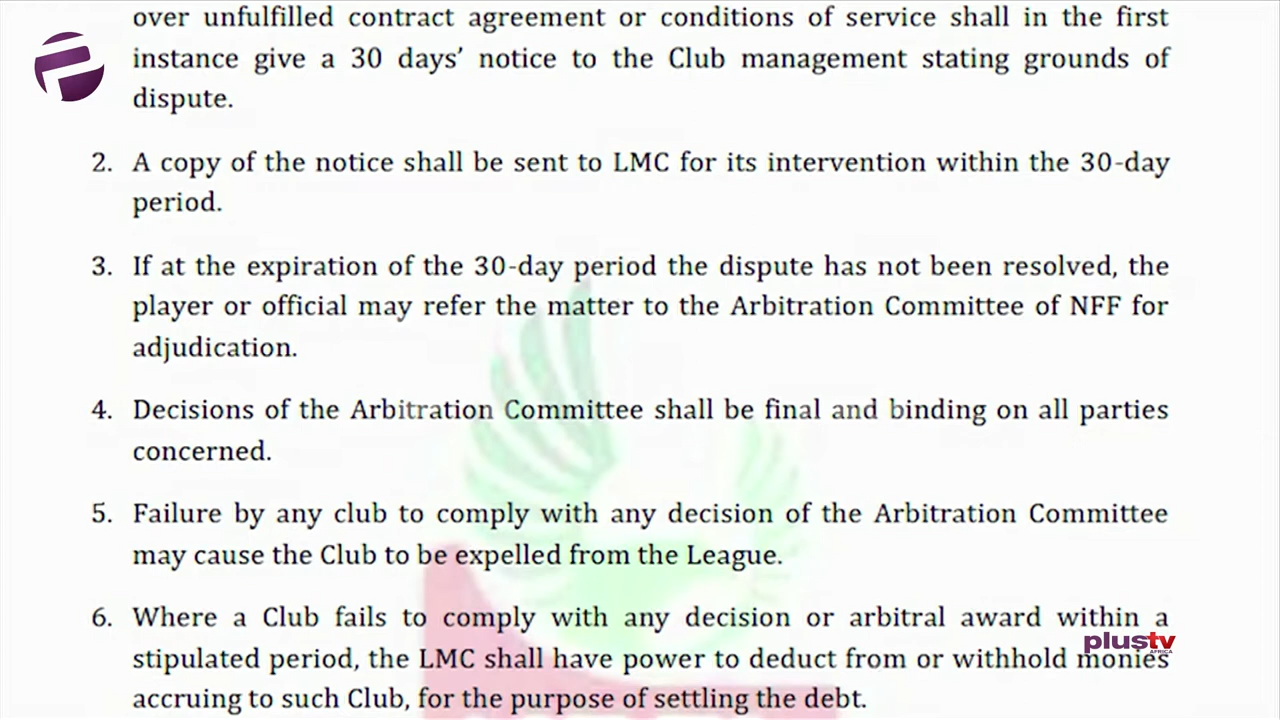 over unfulfilled contract agreement or conditions of service shall in the first
instance give a 30 days’ notice to the Club management stating grounds of
dispute.
2. A copy of the notice shall be sent to LMC for its intervention within the 30-day
period.
3. If at the expiration of the 30-day period the dispute has not been resolved, the
player or official may refer the matter to the Arbitration Committee of NFF for
adjudication.
4. Decisions of the Arbitration Committee shall be final and binding on all parties
concerned.
5. Failure by any club to comply with any decision of the Arbitration Committee
may cause the Club to be expelled from the League.
6. Where a Club fails to comply with any decision or arbitral award within a
stipulated period, the LMC shall have power to deduct from or withhold monies
accruing to such Club, for the purpose of settling the debt.
plustv
AFRICA